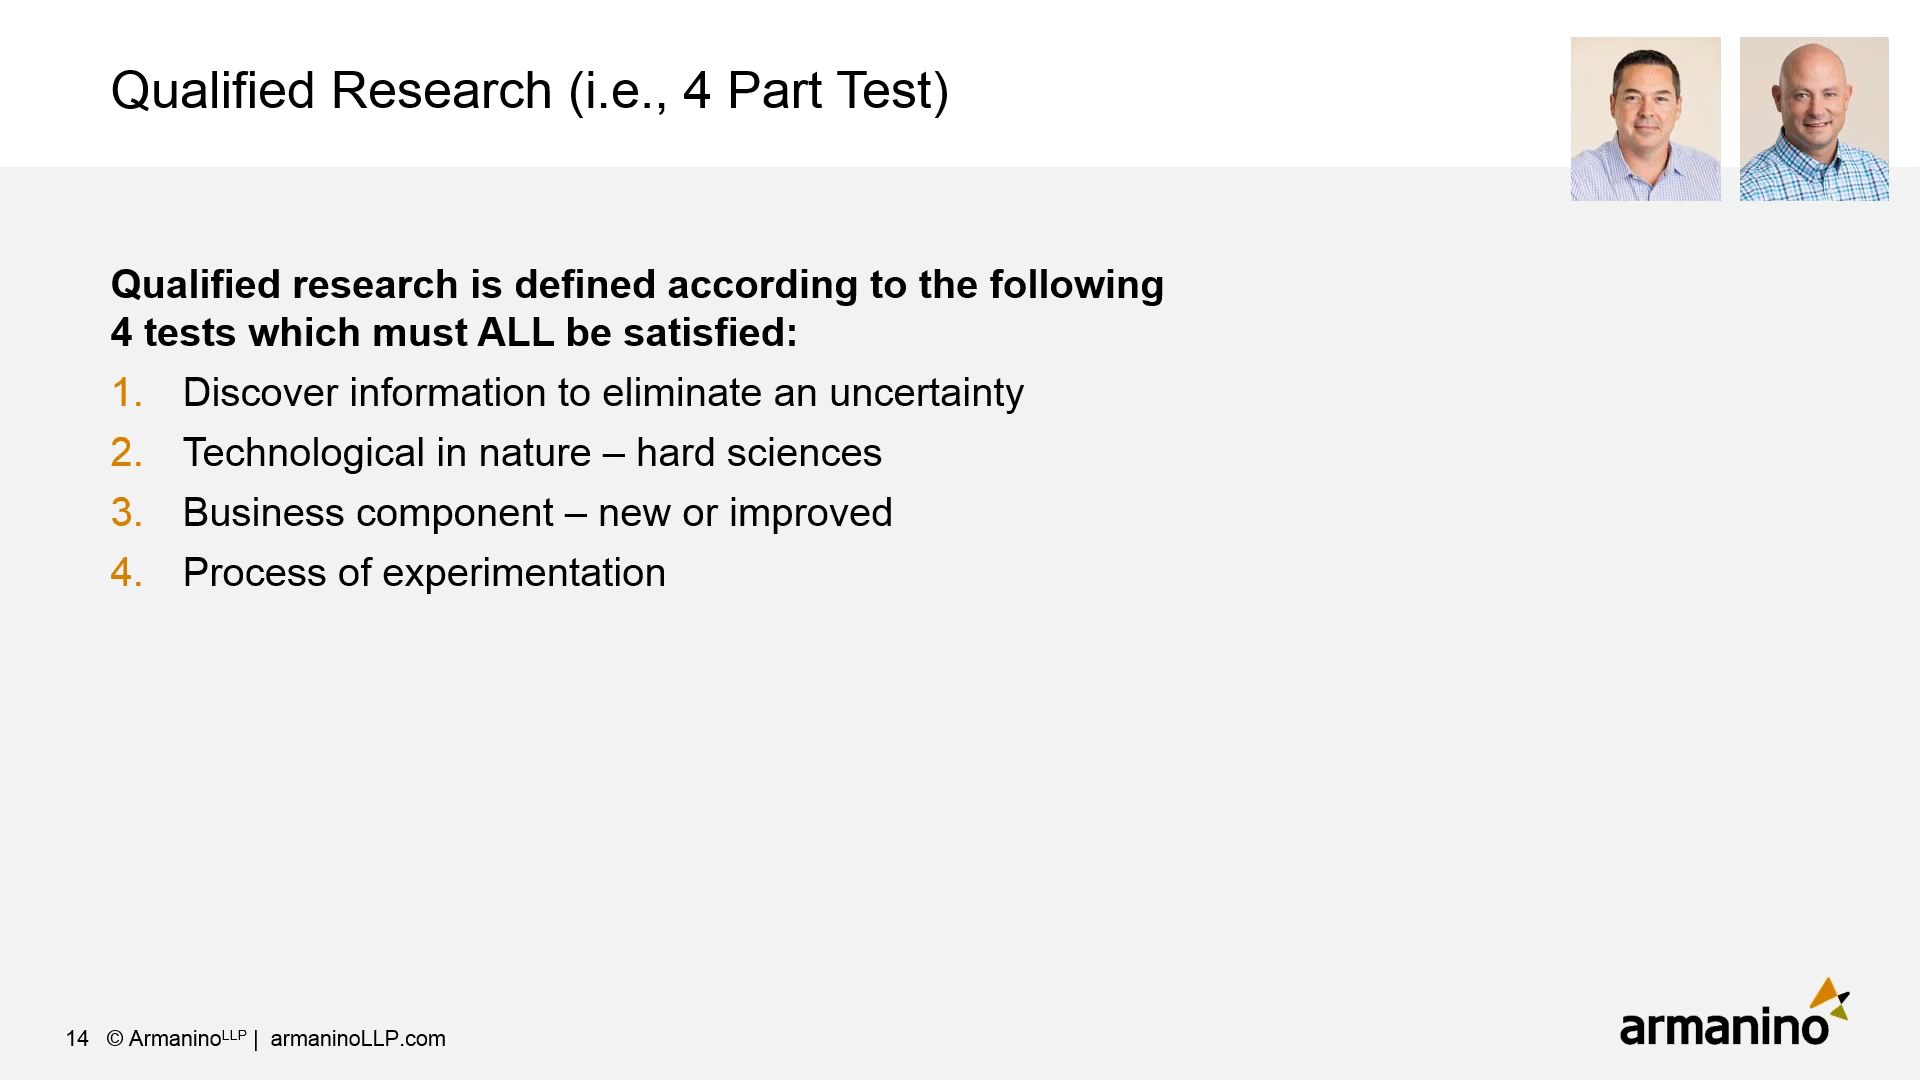 Qualified Research (i.e., 4 Part Test)
Qualified research is defined according to the following
4 tests which must ALL be satisfied:
1. Discover information to eliminate an uncertainty
2. Technological in nature – hard sciences
3. Business component – new or improved
4. Process of experimentation
14 © ArmaninoLLP | armaninoLLP.com
armanino